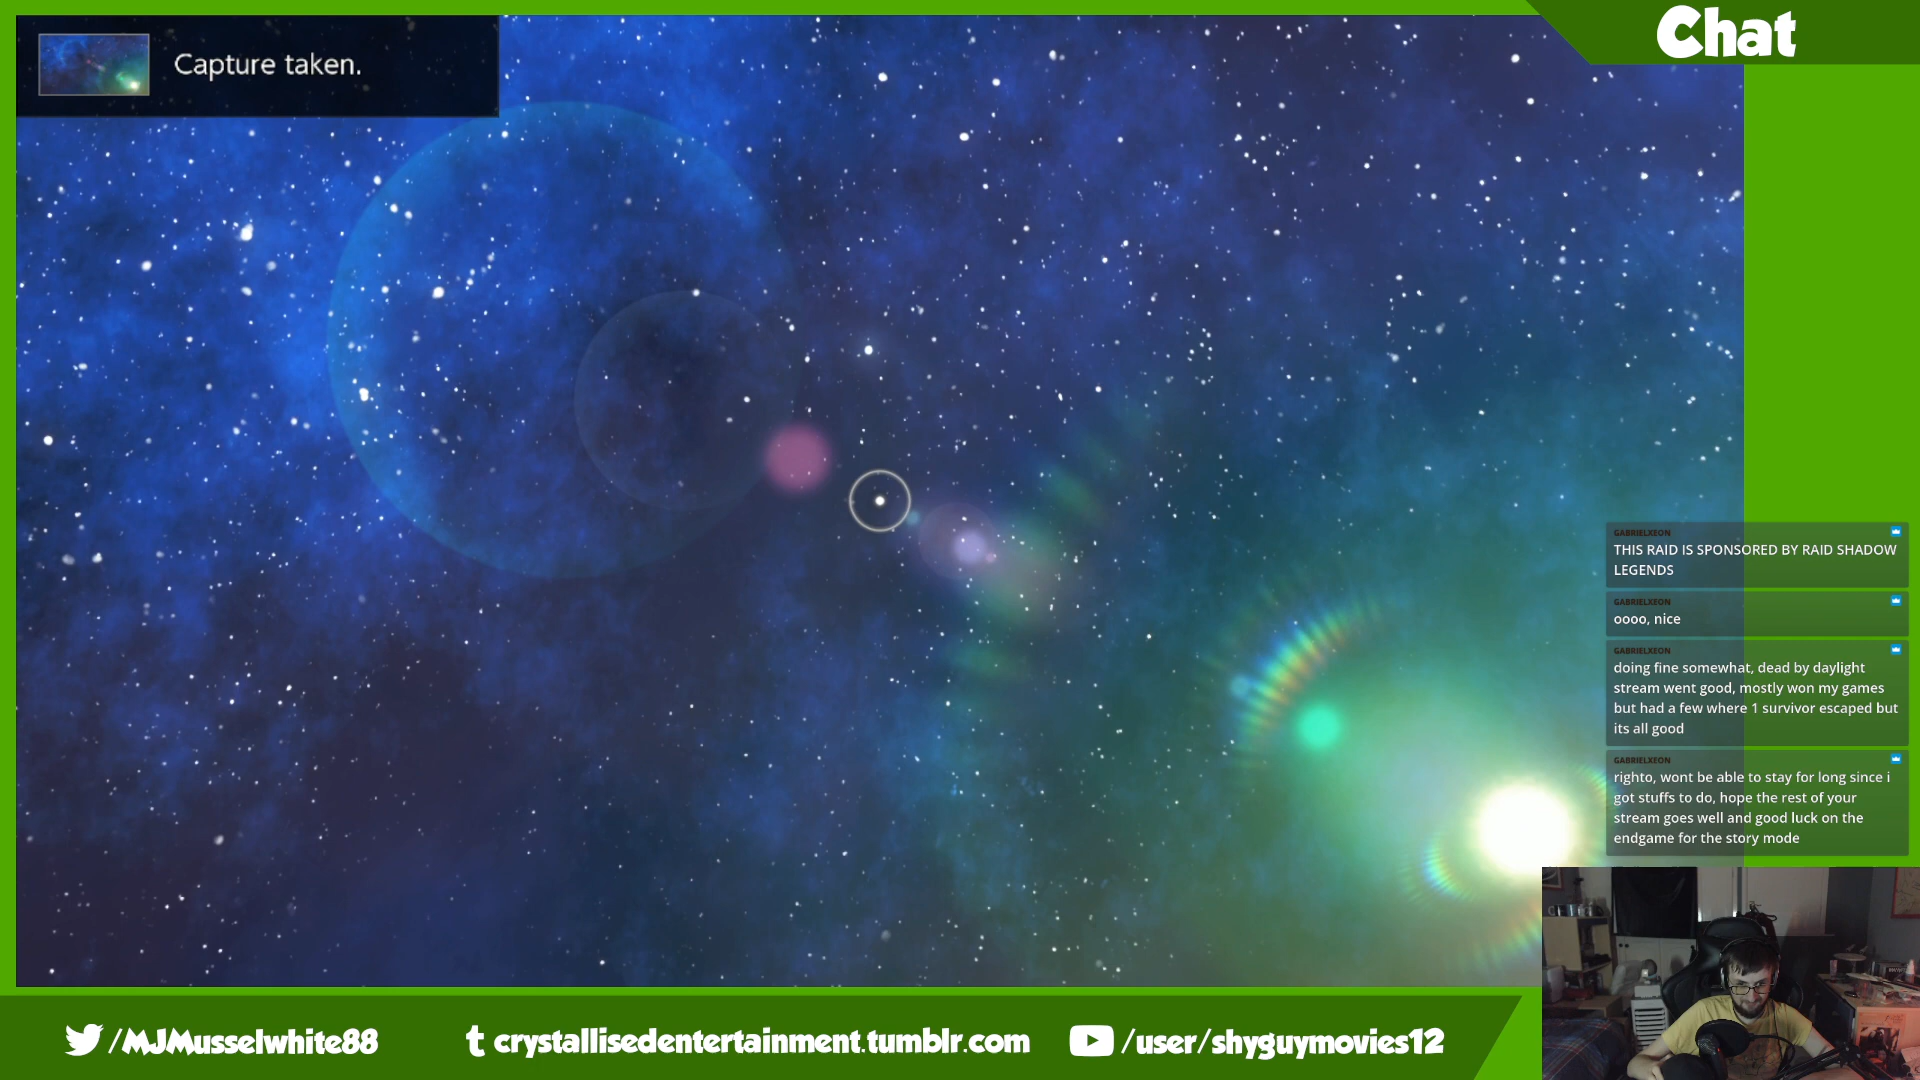 Capture taken.
Chat
GABRIELXEON
THIS RAID IS SPONSORED BY RAID SHADOW
LEGENDS
GABRIELXEON
oooo, nice
GABRIELXEON
doing fine somewhat, dead by daylight
stream went good, mostly won my games
but had a few where 1 survivor escaped but
its all good
GABRIELXEON
righto, wont be able to stay for long since i
got stuffs to do, hope the rest of your
stream goes well and good luck on the
endgame for the story mode
/MJMusselwhite88
t crystallisedentertainment.tumblr.com
/user/shyguymovies12